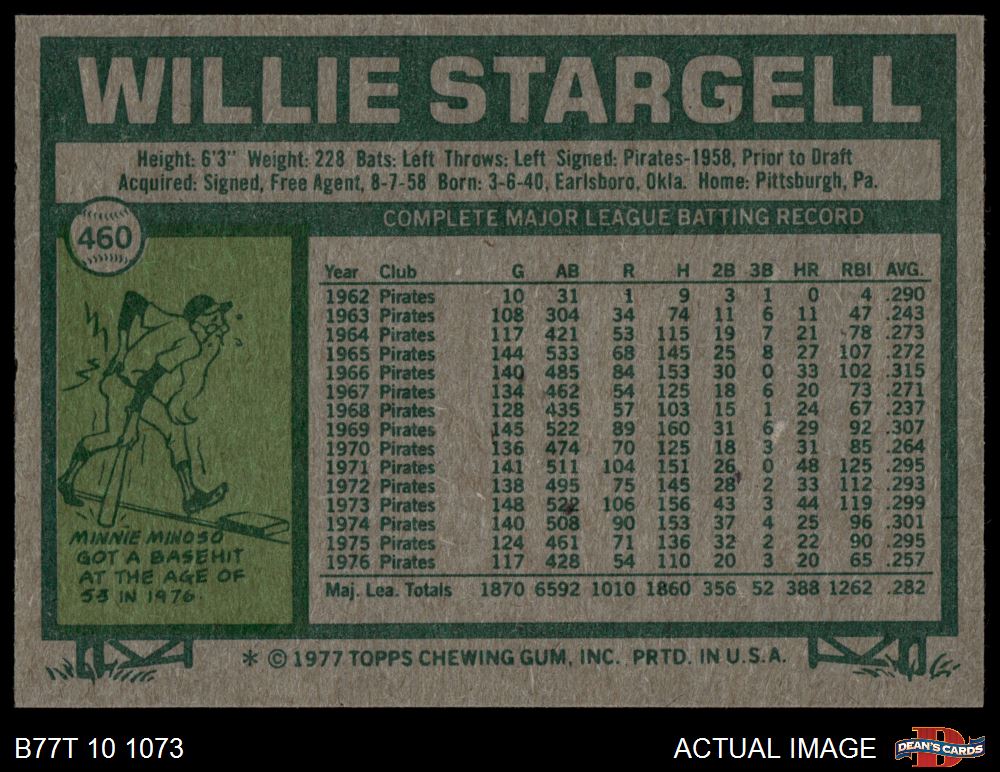 WILLIE STARGELL
Height: 6'3" Weight: 228 Bats: Left Throws: Left Signed: Pirates-1958, Prior to Draft
Acquired: Signed, Free Agent, 8-7-58 Born: 3-6-40, Earlsboro, Okla. Home: Pittsburgh, Pa.
460
COMPLETE MAJOR LEAGUE BATTING RECORD
Year Club G AB R H 2B 3B HR RBI AVG.
1962 Pirates 10 31 1 9 3 1 0 4 .290
1963 Pirates 108 304 34 74 11 6 11 47 .243
1964 Pirates 117 421 53 115 19 7 21 78 .273
1965 Pirates 144 533 68 145 25 8 27 107 .272
1966 Pirates 140 485 84 153 30 0 33 102 .315
1967 Pirates 134 462 54 125 18 6 20 73 .271
1968 Pirates 128 435 57 103 15 1 24 67 .237
1969 Pirates 145 522 89 160 31 6 29 92 .307
1970 Pirates 136 474 70 125 18 3 31 85 .264
1971 Pirates 141 511 104 151 26 0 48 125 .295
1972 Pirates 138 495 75 145 28 2 33 112 .293
1973 Pirates 148 522 106 156 43 3 44 119 .299
1974 Pirates 140 508 90 153 37 4 25 96 .301
1975 Pirates 124 461 71 136 32 2 22 90 .295
1976 Pirates 117 428 54 110 20 3 20 65 .257
Maj. Lea. Totals 1870 6592 1010 1860 356 52 388 1262 .282
MINNIE MINOSO
GOT A BASEHIT
AT THE AGE OF
53 IN 1976.
* © 1977 TOPPS CHEWING GUM, INC. PRTD. IN U.S.A.
B77T 10 1073
ACTUAL IMAGE
D
DEAN'S CARDS